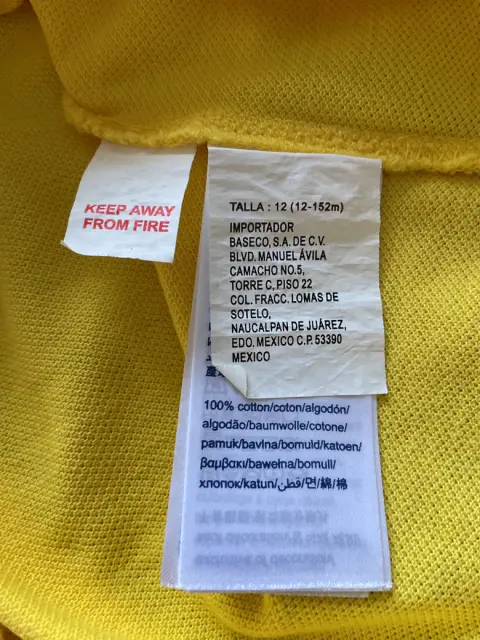 KEEP AWAY
FROM FIRE
TALLA : 12 (12-152m)
IMPORTADOR
BASECO, S.A. DE C.V.
BLVD. MANUEL ÁVILA
CAMACHO NO.5,
TORRE C, PISO 22
COL. FRACC. LOMAS DE
SOTELO,
NAUCALPAN DE JUÁREZ,
EDO. MEXICO C.P. 53390
MEXICO
100% cotton/coton/algodón/
algodão/baumwolle/cotone/
pamuk/bavlna/bomuld/katoen/
βαμβακι/bawełna/bomull/
хлопок/katun/قطن/면/綿/棉